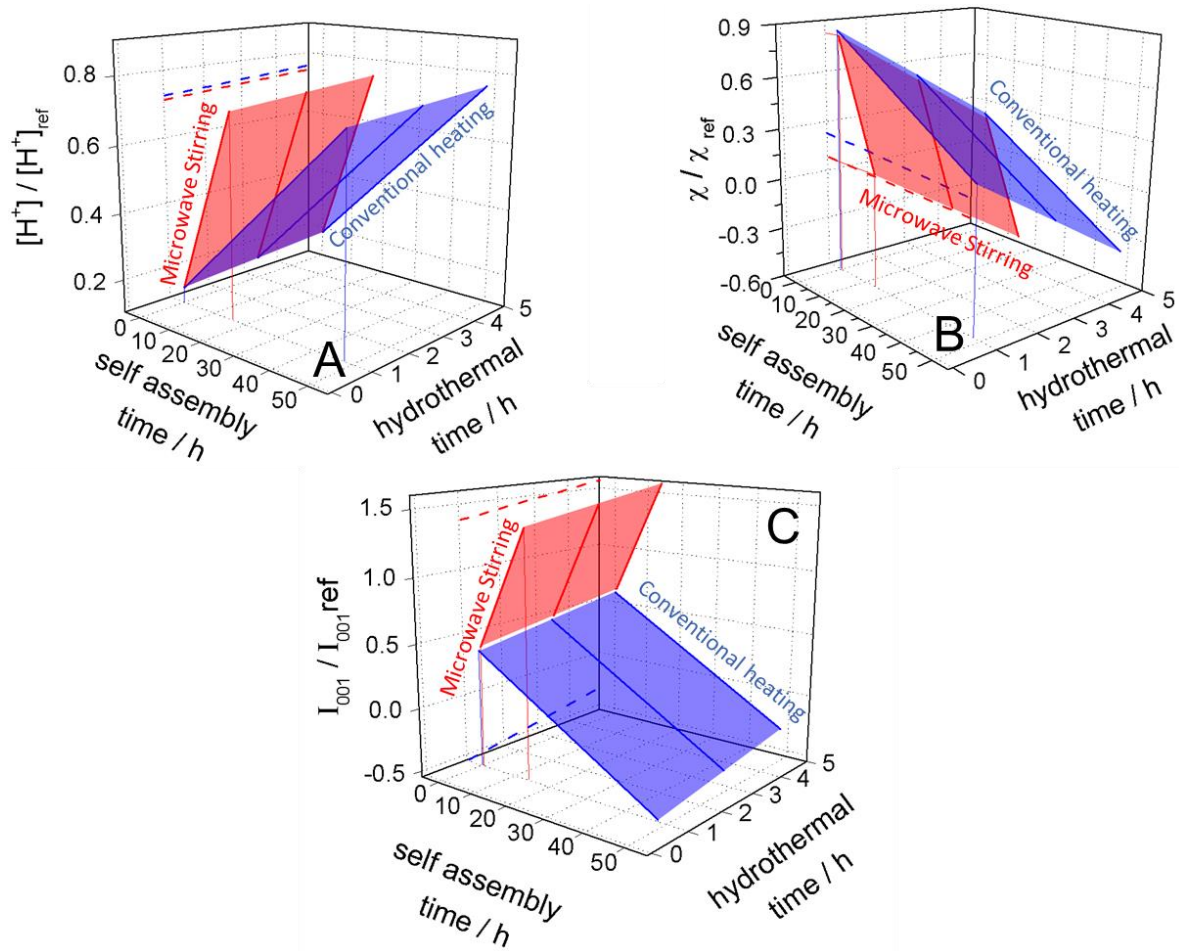 [H⁺] / [H⁺]ref
0.8
0.6
0.4
0.2
Microwave Stirring
Conventional heating
0
10
20
30
40
50
self assembly
time / h
A
0
1
2
3
4
5
hydrothermal
time / h
χ / χ ref
0.9
0.6
0.3
0.0
-0.3
-0.6
Conventional heating
Microwave Stirring
0
10
20
30
40
50
self assembly
time / h
B
0
1
2
3
4
5
hydrothermal
time / h
I001 / I001ref
1.5
1.0
0.5
0.0
-0.5
C
Microwave Stirring
Conventional heating
0
10
20
30
40
50
self assembly
time / h
0
1
2
3
4
5
hydrothermal
time / h